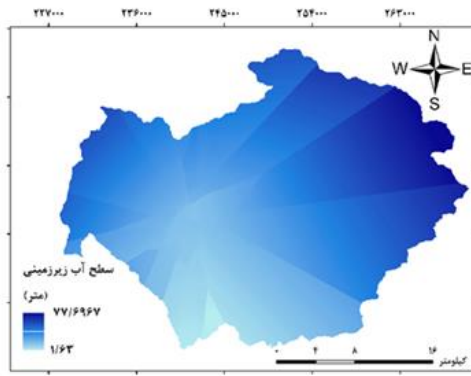 ۲۲۷۰۰۰ ۲۳۶۰۰۰ ۲۴۵۰۰۰ ۲۵۴۰۰۰ ۲۶۳۰۰۰
N
W E
S
سطح آب زیرزمینی
(متر)
۷۷/۶۹۶۷
۱/۶۳
۰ ۴ ۸ ۱۶
کیلومتر